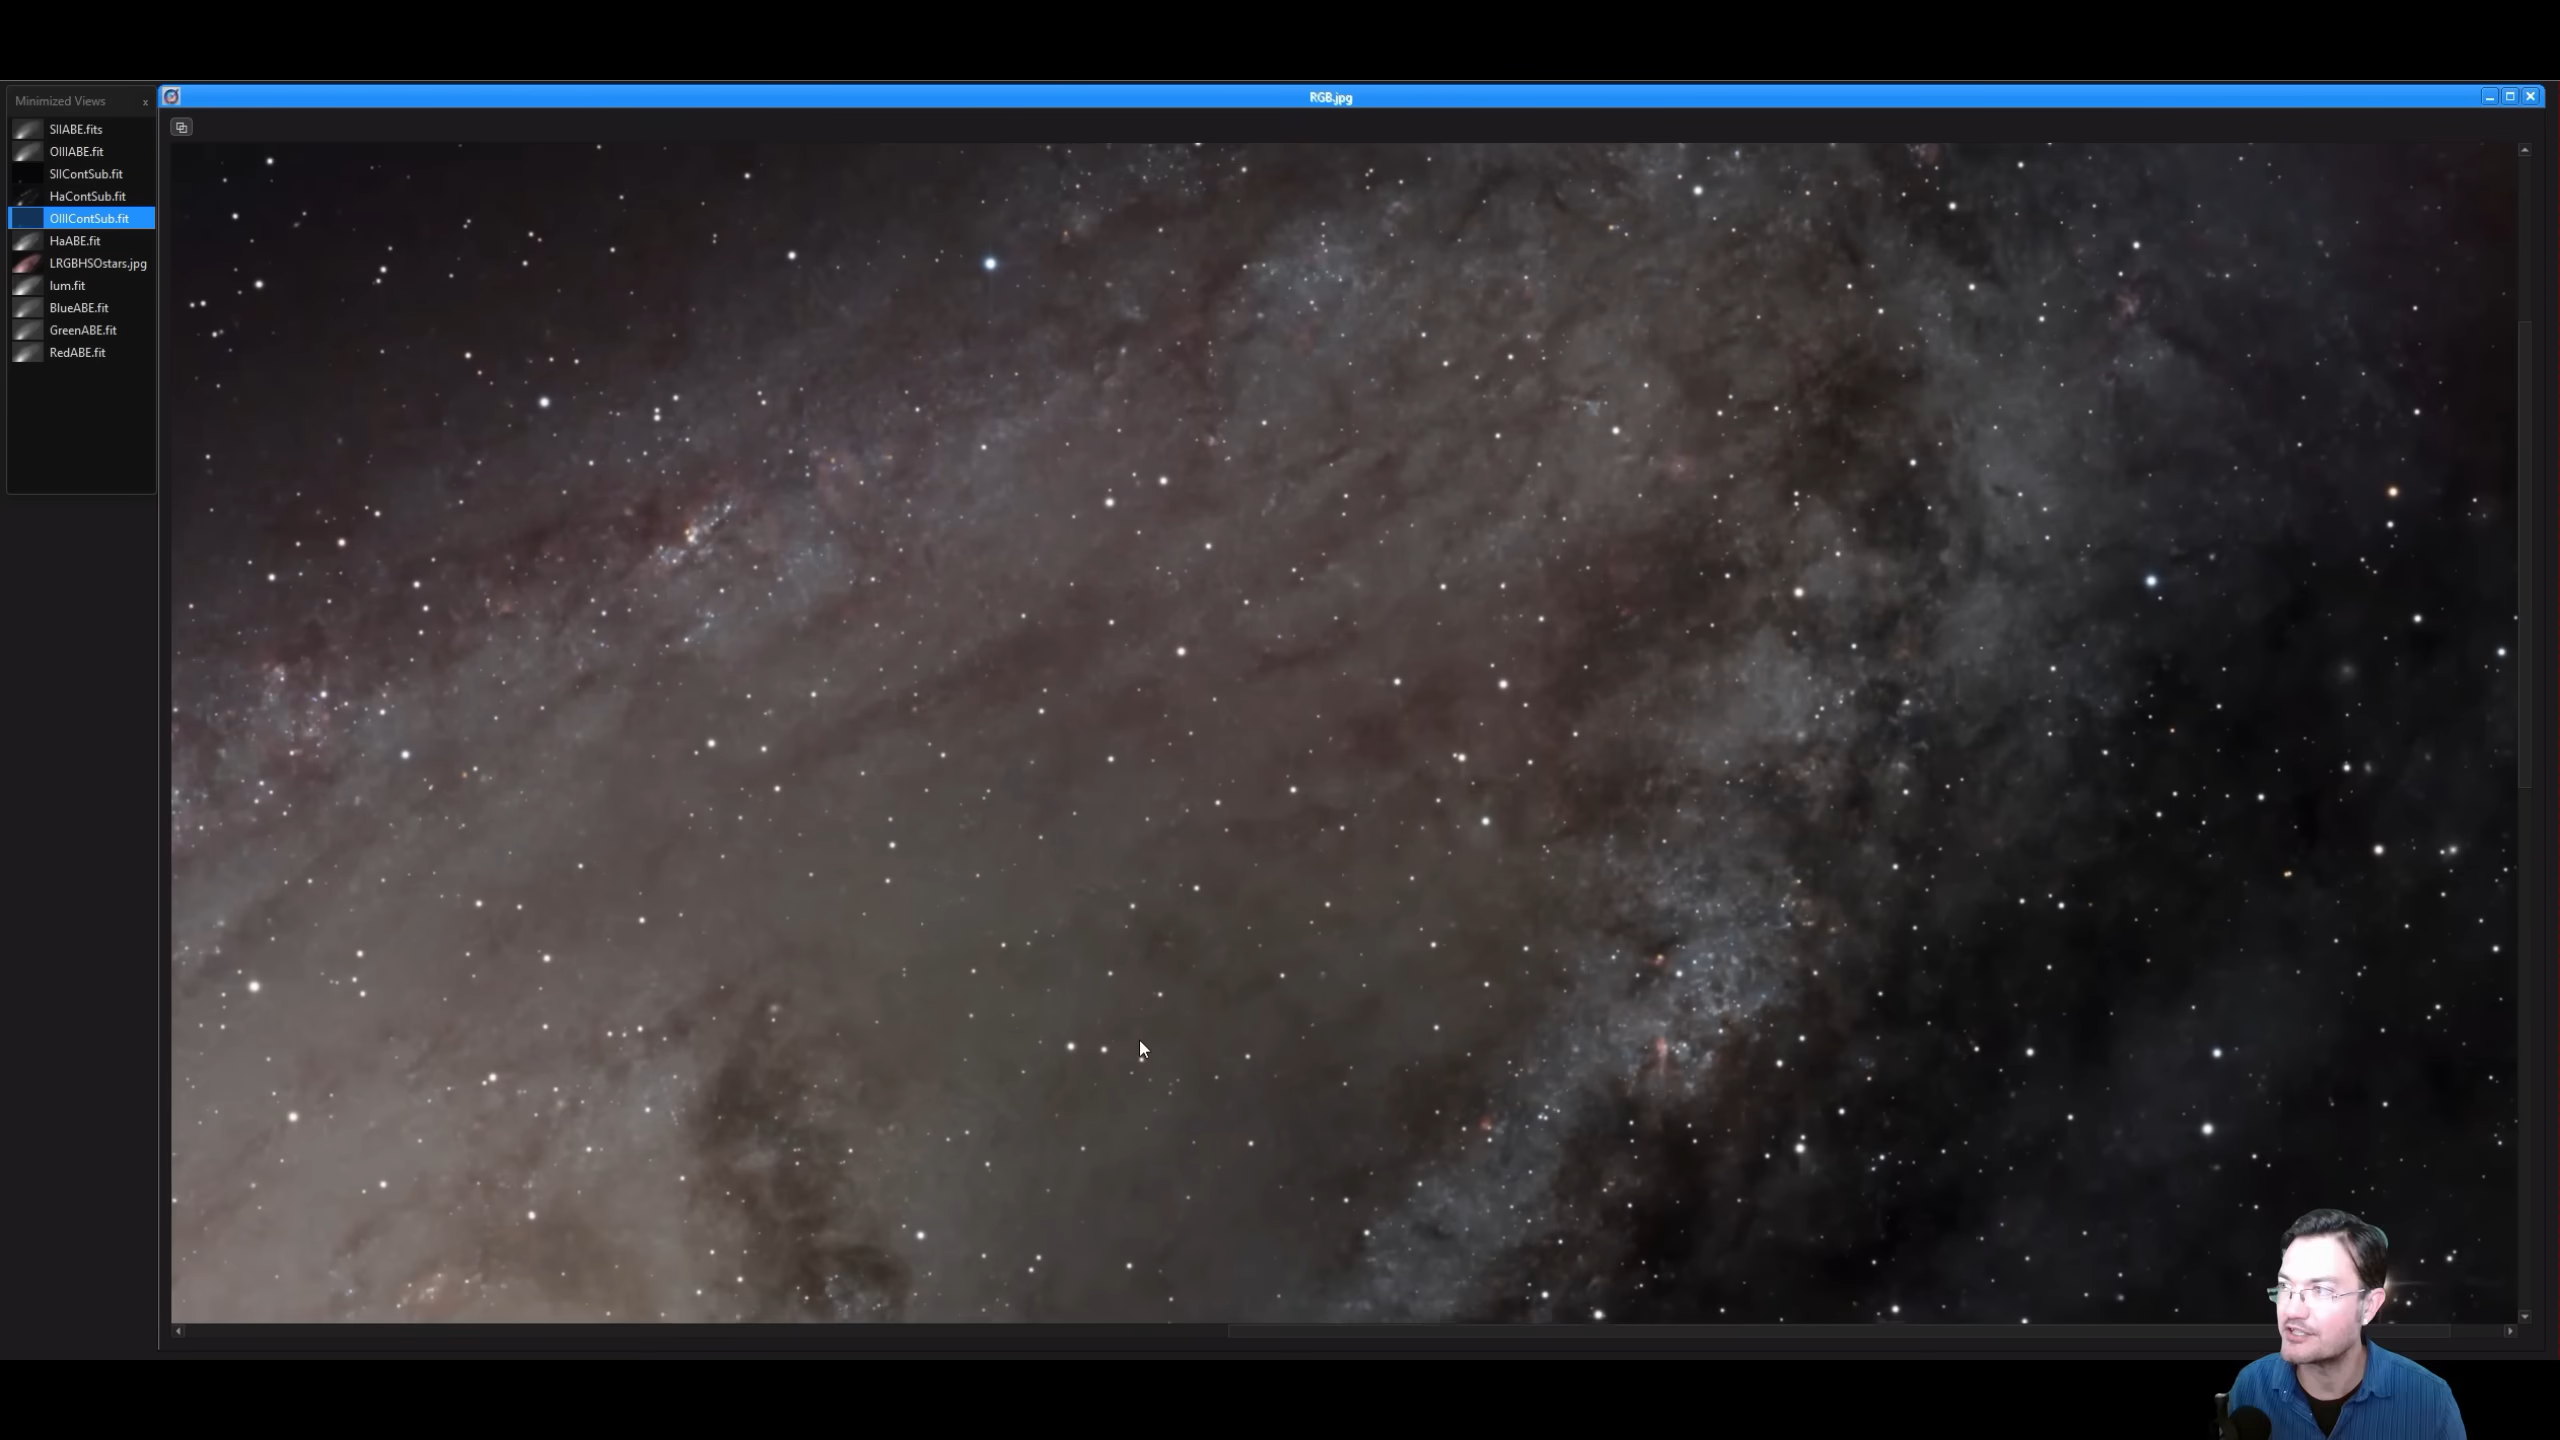 RGB.jpg
Minimized Views x
SIIABE.fits
OIIIABE.fit
SIIContSub.fit
HaContSub.fit
OIIIContSub.fit
HaABE.fit
LRGBHSOstars.jpg
lum.fit
BlueABE.fit
GreenABE.fit
RedABE.fit